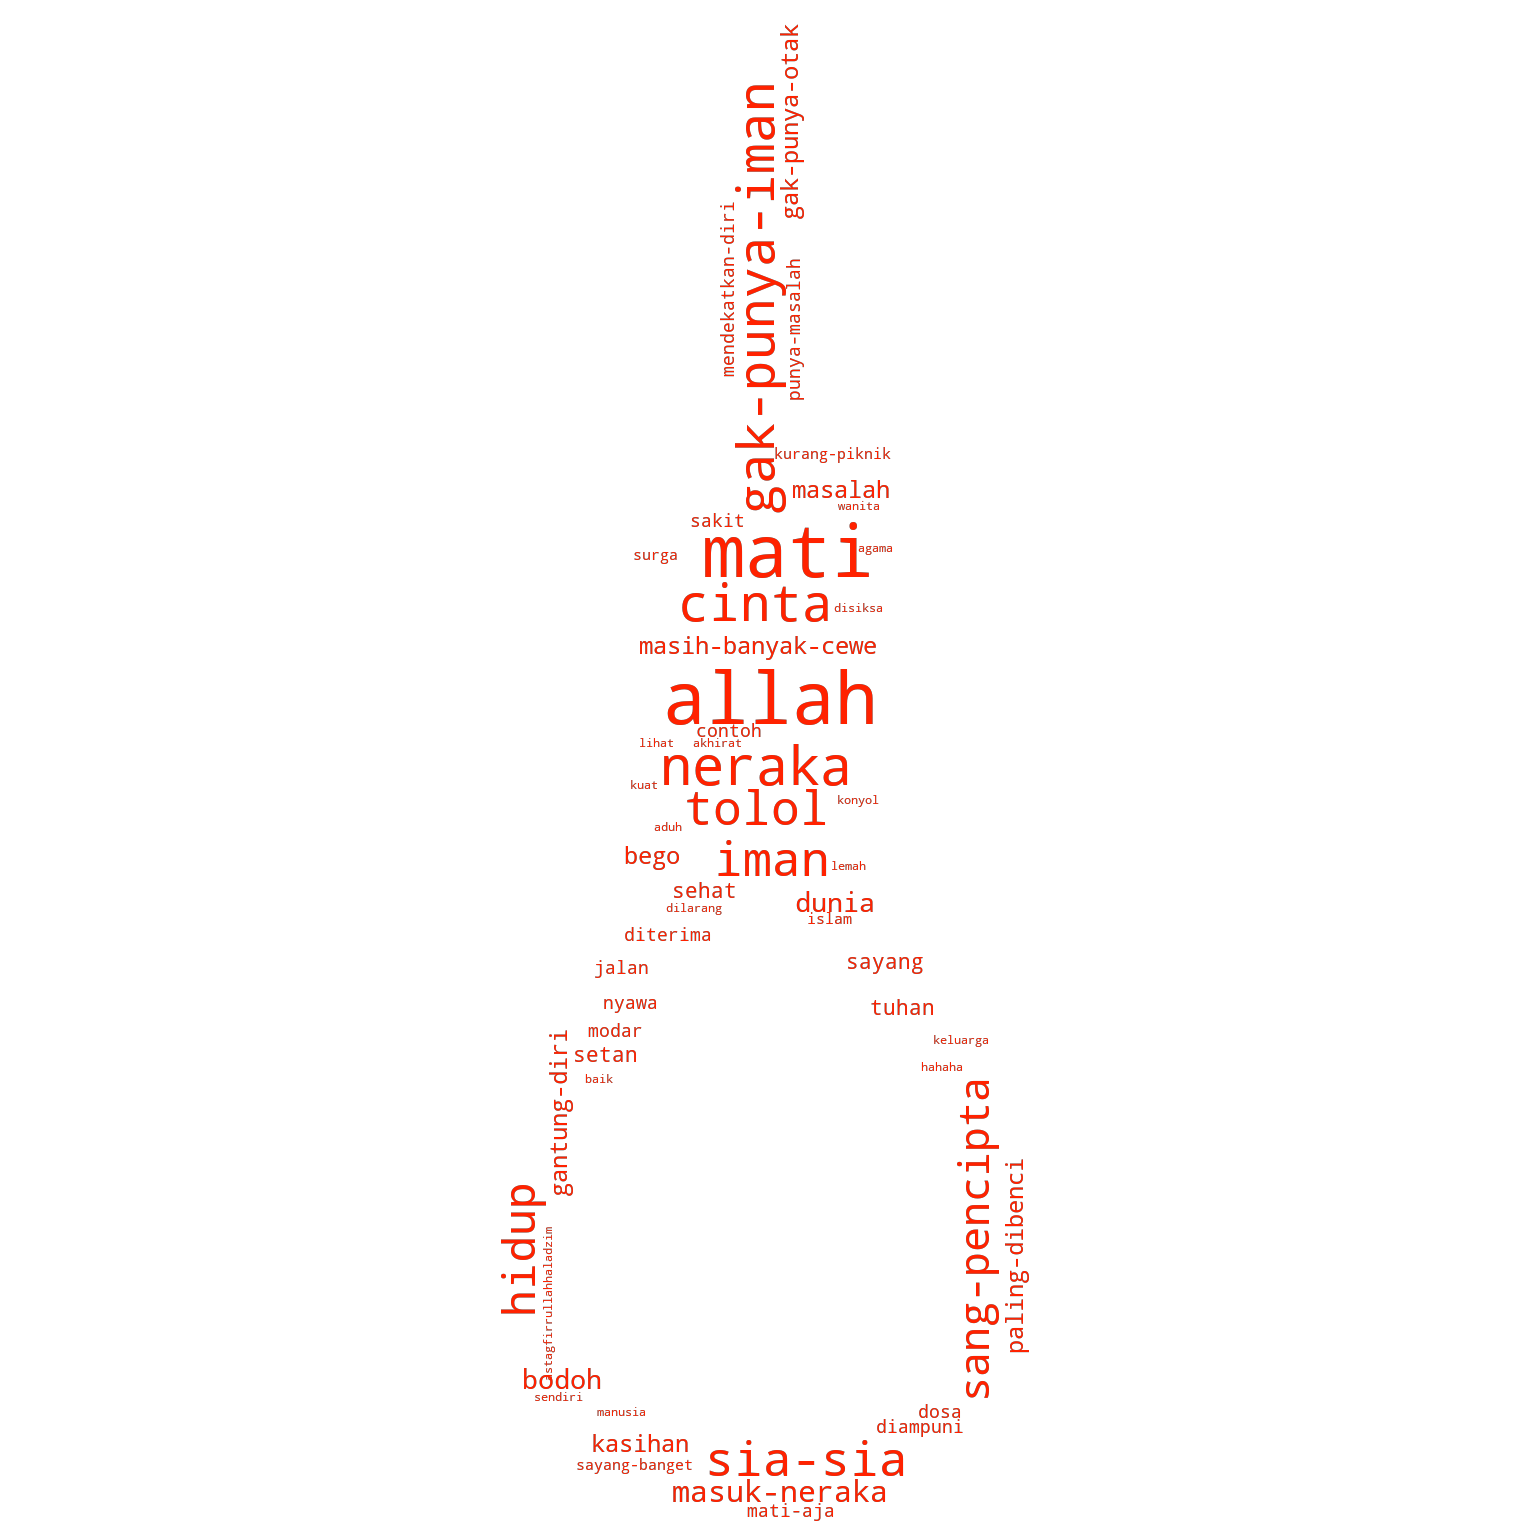 gak-punya-otak
gak-punya-iman
mendekatkan-diri
punya-masalah
kurang-piknik
masalah
wanita
sakit
mati
agama
surga
cinta
disiksa
masih-banyak-cewe
allah
contoh
lihat
akhirat
neraka
kuat
tolol
konyol
aduh
bego
iman
lemah
sehat
dunia
dilarang
islam
diterima
sayang
jalan
nyawa
tuhan
modar
keluarga
setan
hahaha
baik
gantung-diri
sang-pencipta
paling-dibenci
hidup
astagfirrullahhaladzim
bodoh
sendiri
manusia
dosa
diampuni
kasihan
sia-sia
sayang-banget
masuk-neraka
mati-aja